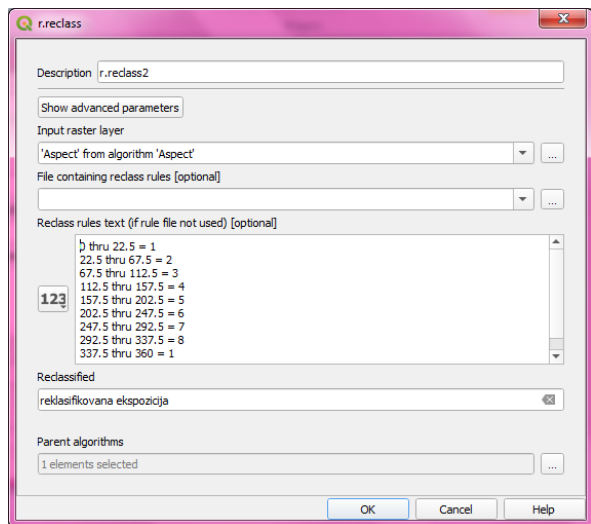 r.reclass
Description r.reclass2
Show advanced parameters
Input raster layer
'Aspect' from algorithm 'Aspect'
...
File containing reclass rules [optional]
...
Reclass rules text (if rule file not used) [optional]
0 thru 22.5 = 1
22.5 thru 67.5 = 2
67.5 thru 112.5 = 3
112.5 thru 157.5 = 4
157.5 thru 202.5 = 5
202.5 thru 247.5 = 6
247.5 thru 292.5 = 7
292.5 thru 337.5 = 8
337.5 thru 360 = 1
123
Reclassified
reklasifikovana ekspozicija
Parent algorithms
1 elements selected
...
OK Cancel Help